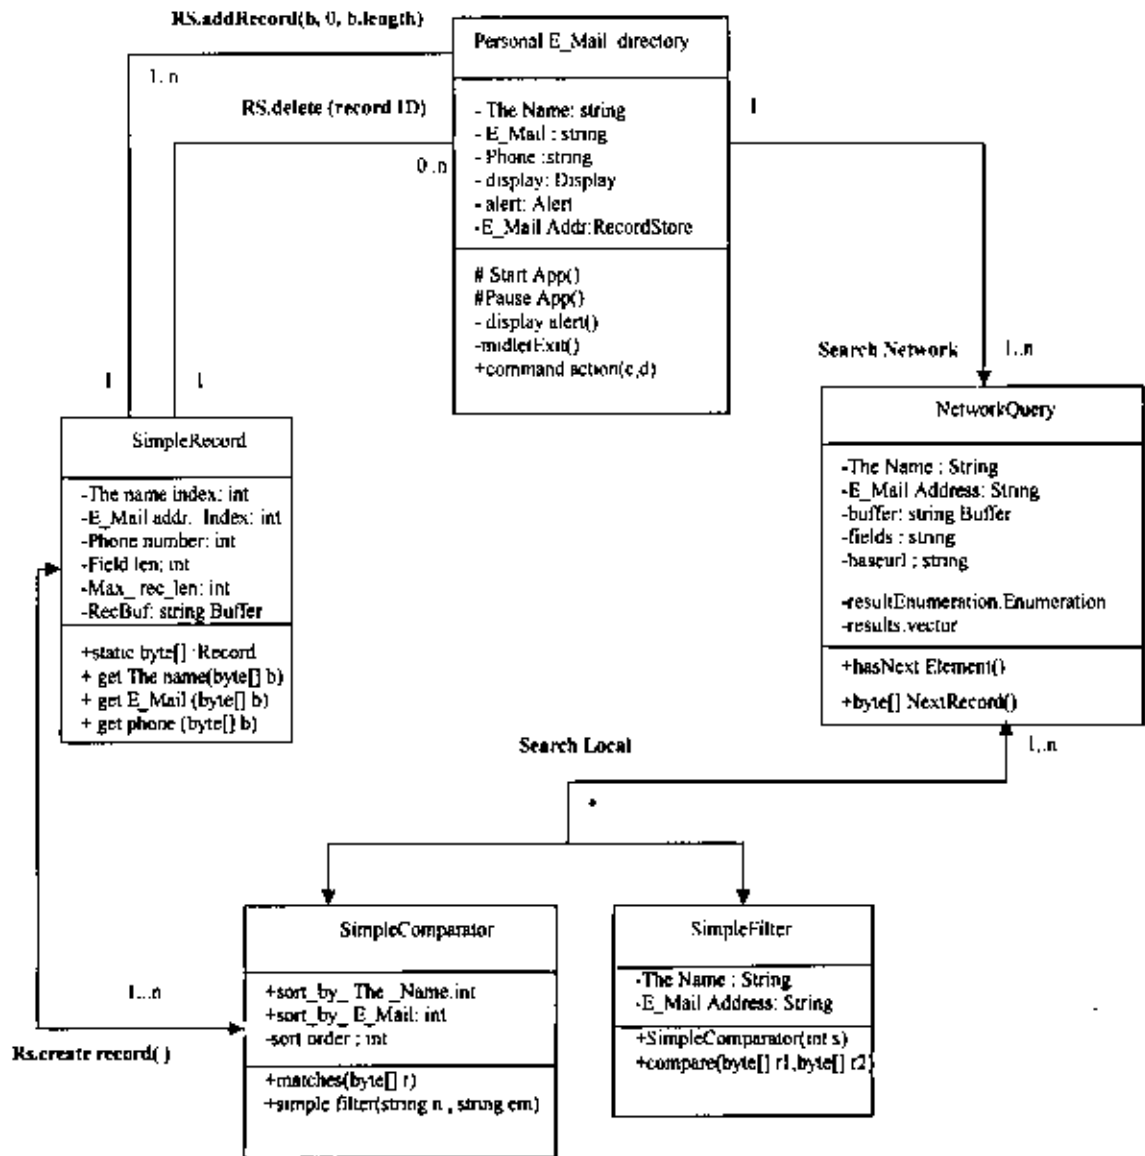 RS.addRecord(b, 0, b.length)
1..n
RS.delete (record ID)
0..n
Personal E_Mail directory
- The Name: string
- E_Mail : string
- Phone :string
- display: Display
- alert: Alert
-E_Mail Addr:RecordStore
# Start App()
#Pause App()
- display alert()
-midletExit()
+command action(c,d)
1
Search Network
1..n
1
1
SimpleRecord
-The name index: int
-E_Mail addr. Index: int
-Phone number: int
-Field len; int
-Max_ rec_len: int
-RecBuf: string Buffer
+static byte[] :Record
+ get The name(byte[] b)
+ get E_Mail (byte[] b)
+ get phone (byte[] b)
NetworkQuery
-The Name : String
-E_Mail Address: String
-buffer: string Buffer
-fields : string
-baseurl : string
-resultEnumeration.Enumeration
-results.vector
+hasNext Element()
+byte[] NextRecord()
Search Local
1,.n
*
SimpleComparator
+sort_by_ The _Name.int
+sort_by_ E_Mail: int
-sort order ; int
+matches(byte[] r)
+simple filter(string n , string em)
1...n
Rs.create record( )
SimpleFilter
-The Name : String
-E_Mail Address: String
+SimpleComparator(int s)
+compare(byte[] r1,byte[] r2)